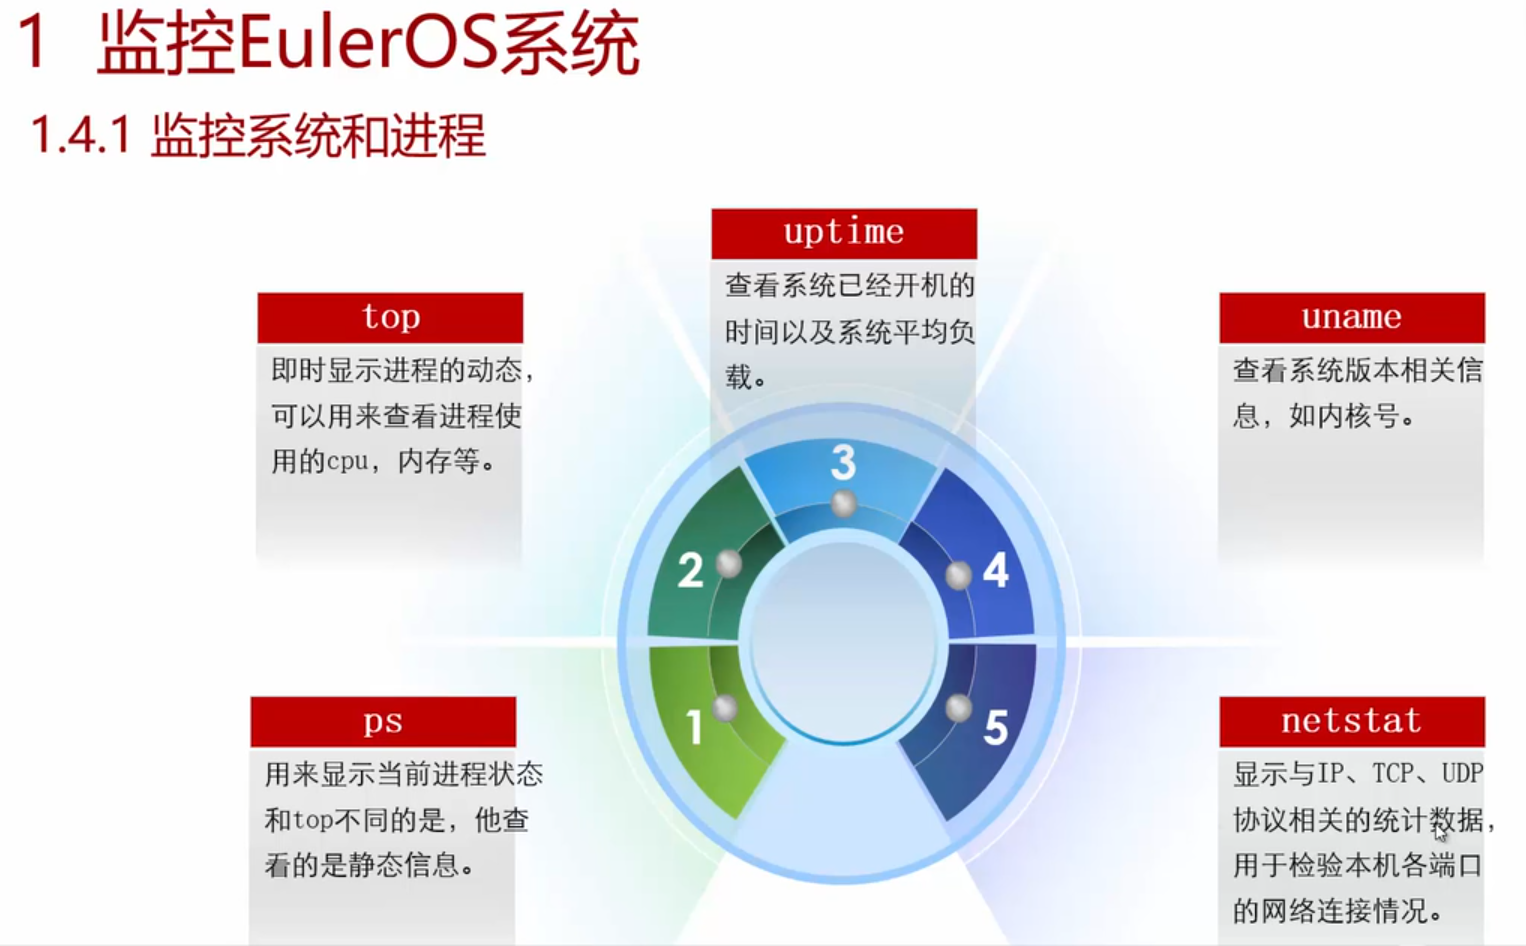 1 监控EulerOS系统
1.4.1 监控系统和进程
uptime
查看系统已经开机的
时间以及系统平均负
载。
top
即时显示进程的动态，
可以用来查看进程使
用的cpu，内存等。
uname
查看系统版本相关信
息，如内核号。
3
2
4
1
5
ps
用来显示当前进程状态
和top不同的是，他查
看的是静态信息。
netstat
显示与IP、TCP、UDP
协议相关的统计数据，
用于检验本机各端口
的网络连接情况。